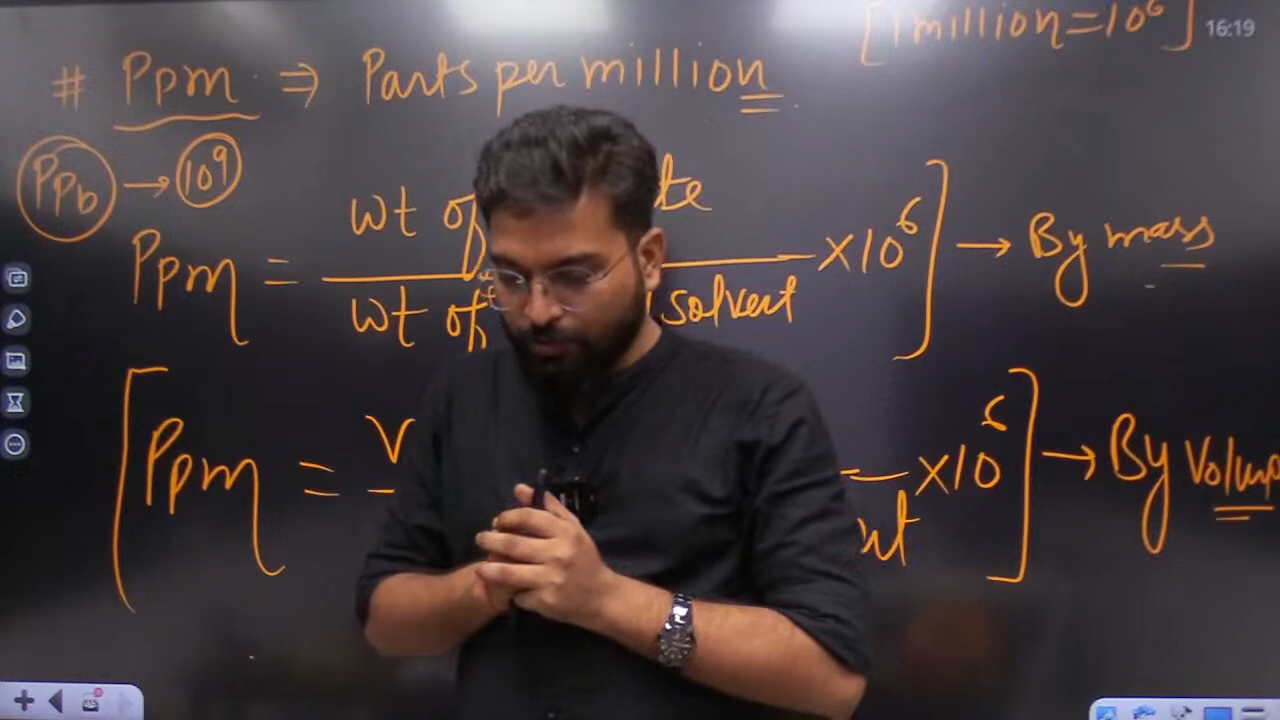 [1 million = 10⁶]
16:19
# Ppm ⇒ Parts per million
PPb → 10⁹
wt of te
Ppm = ×10⁶ ] → By mass
wt of solvent
[ Ppm = V ×10⁶ ] → By Volum
nt